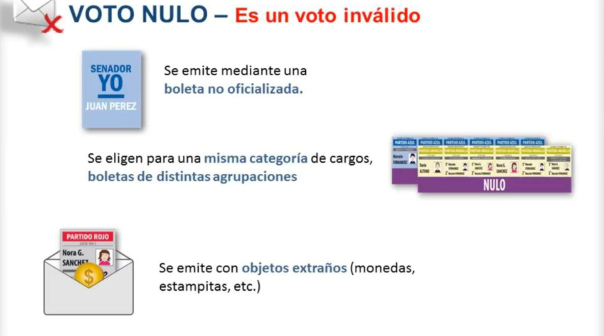 VOTO NULO – Es un voto inválido
SENADOR
YO
JUAN PEREZ
Se emite mediante una
boleta no oficializada.
Se eligen para una misma categoría de cargos,
boletas de distintas agrupaciones
PARTIDO AZUL PARTIDO AZUL PARTIDO AZUL PARTIDO AZUL PARTIDO AZUL PARTIDO AZUL
NULO
PARTIDO ROJO
Nora G.
SANCHEZ
$
Se emite con objetos extraños (monedas,
estampitas, etc.)